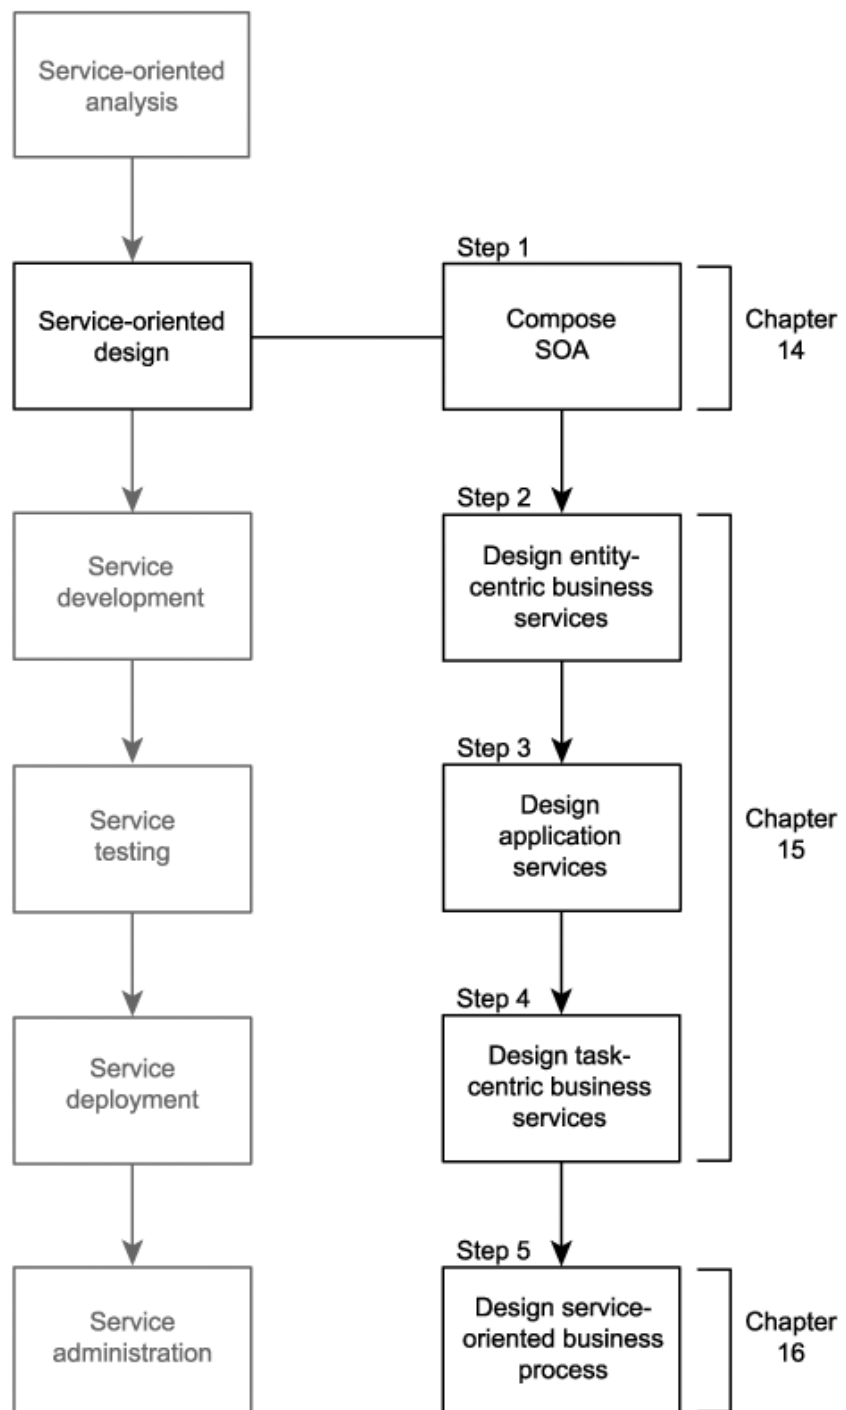 Service-oriented
analysis
Service-oriented
design
Service
development
Service
testing
Service
deployment
Service
administration
Step 1
Compose
SOA
Chapter
14
Step 2
Design entity-
centric business
services
Step 3
Design
application
services
Step 4
Design task-
centric business
services
Chapter
15
Step 5
Design service-
oriented business
process
Chapter
16